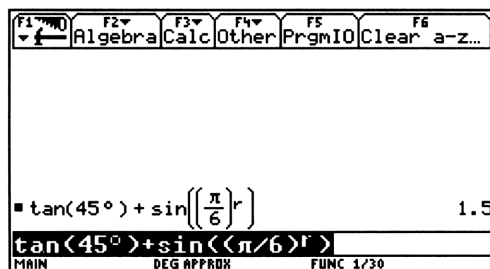 F1 F2 F3 F4 F5 F6
Algebra Calc Other PrgmIO Clear a-z…
▪ tan(45°) + sin((π/6)ʳ) 1.5
tan(45°)+sin((π/6)ʳ)
MAIN DEG APPROX FUNC 1/30